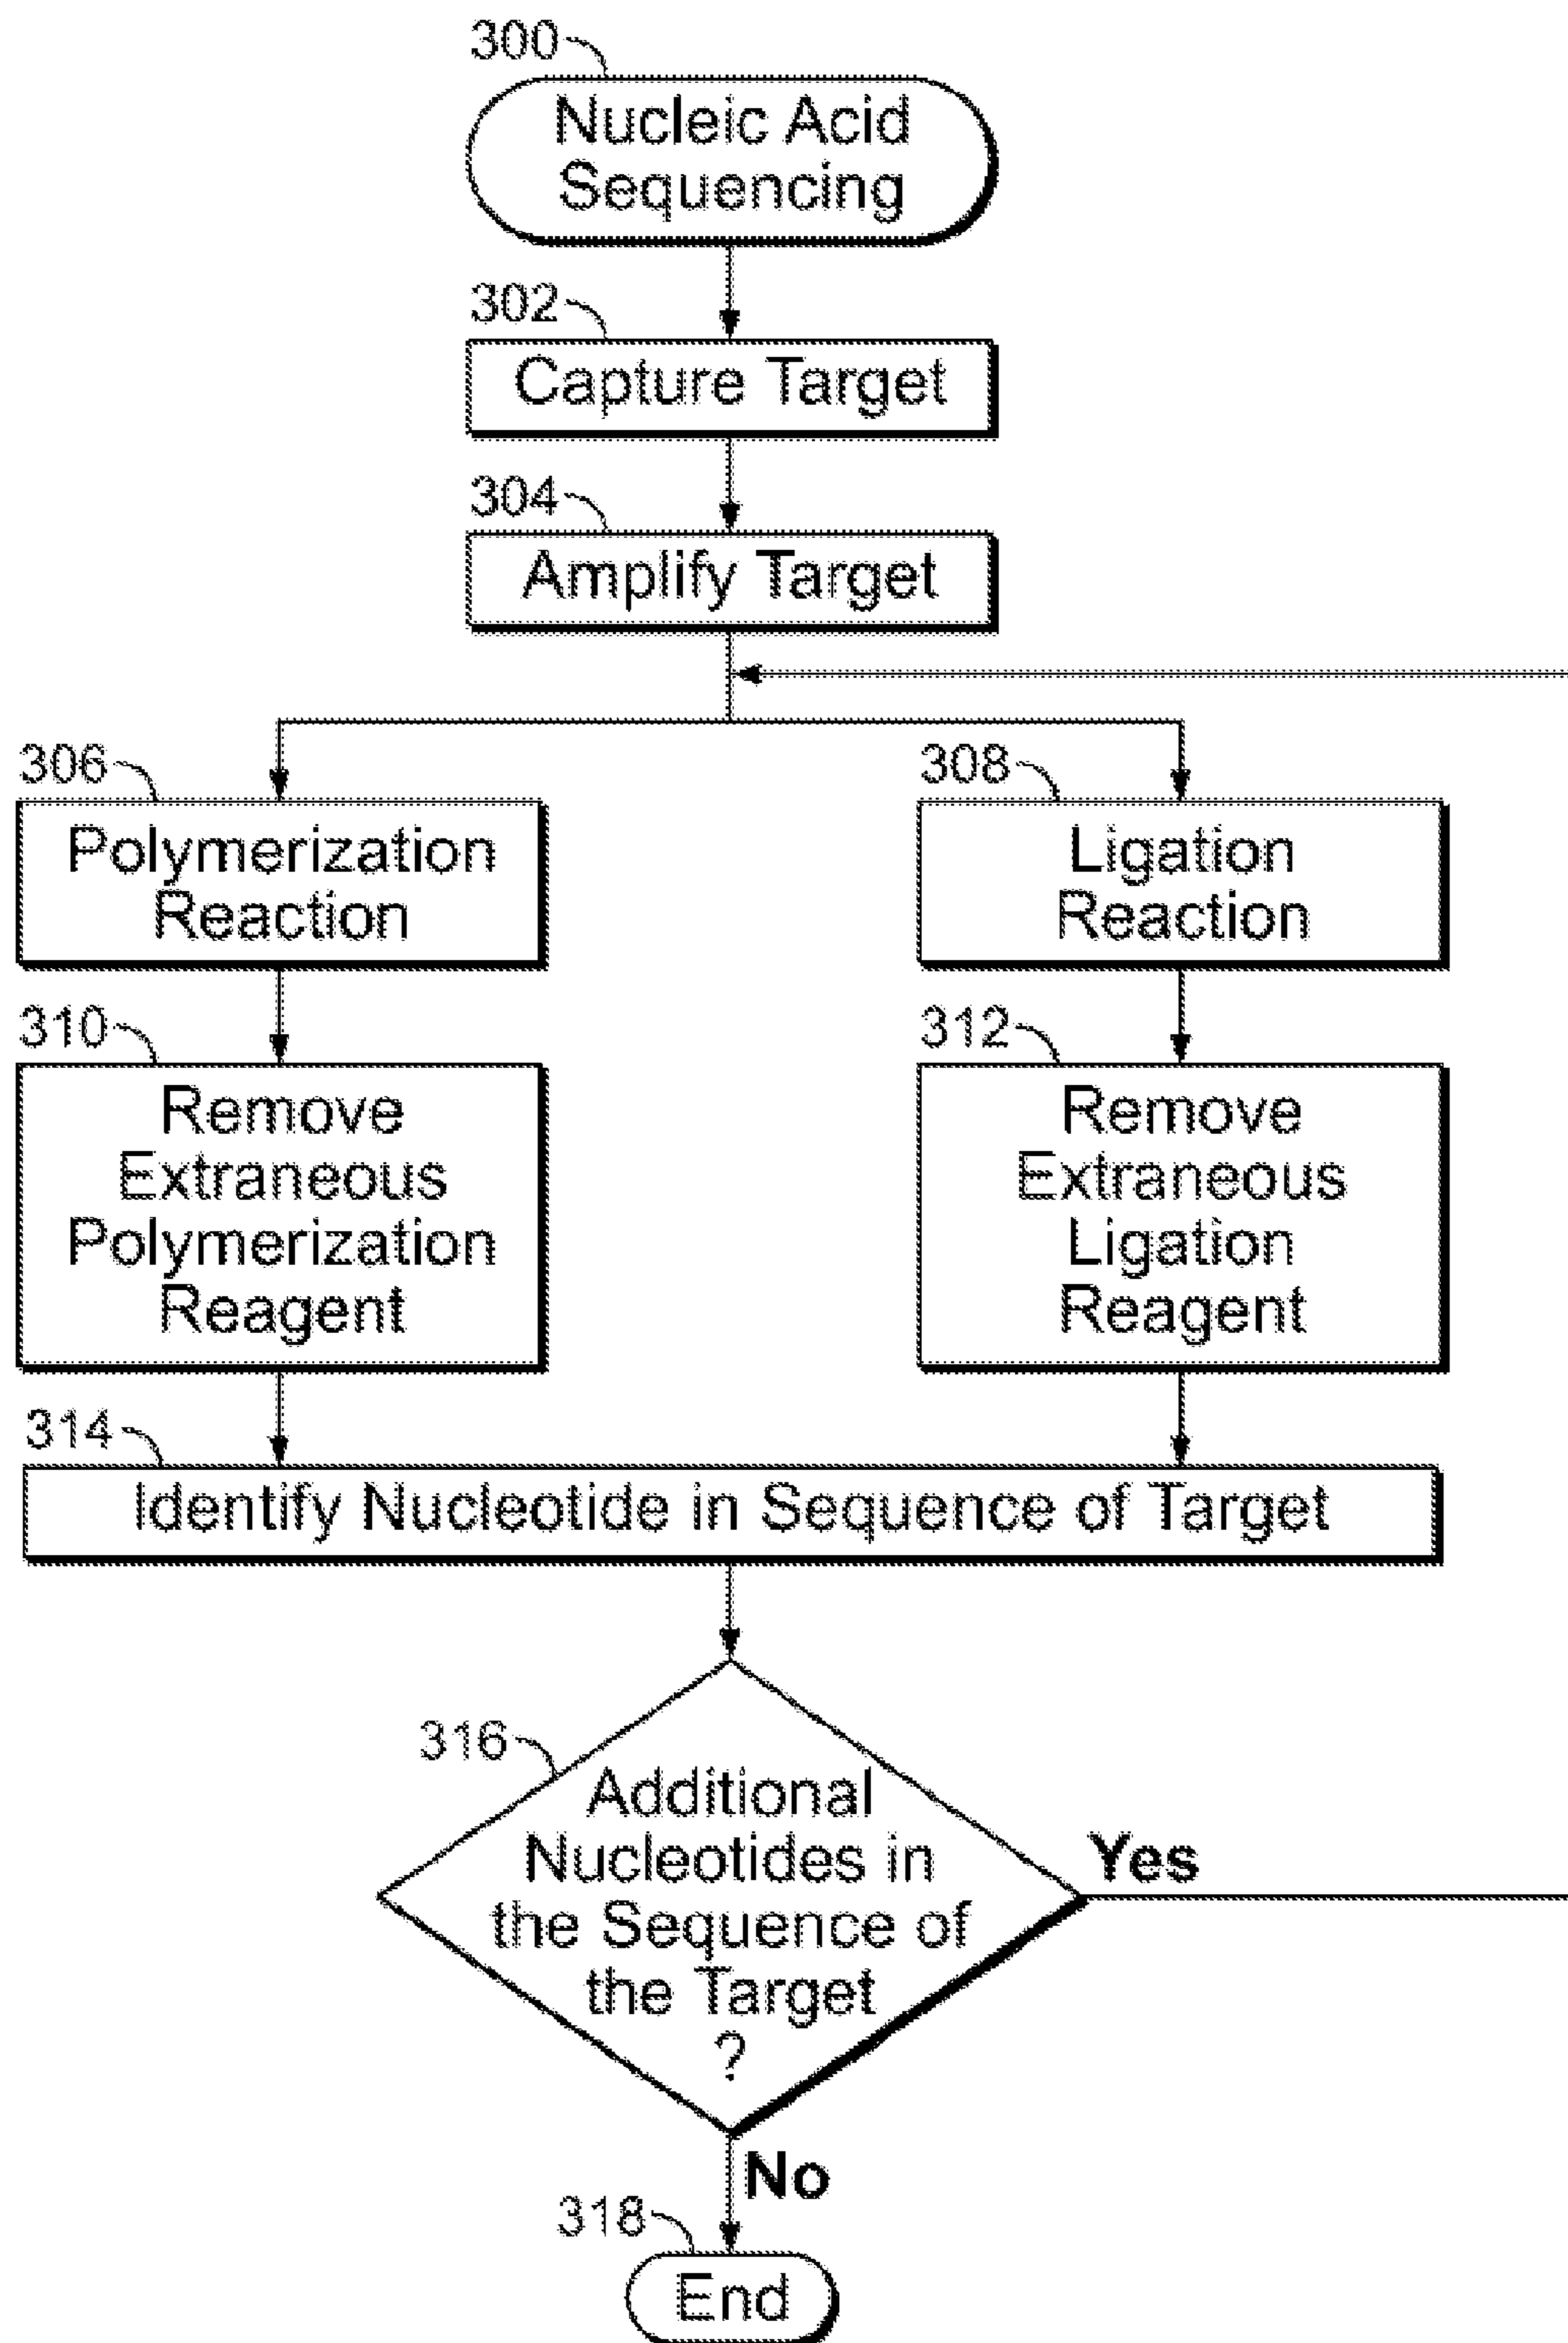 300
Nucleic Acid
Sequencing
302
Capture Target
304
Amplify Target
306
Polymerization
Reaction
308
Ligation
Reaction
310
Remove
Extraneous
Polymerization
Reagent
312
Remove
Extraneous
Ligation
Reagent
314
Identify Nucleotide in Sequence of Target
316
Additional
Nucleotides in
the Sequence of
the Target
?
Yes
No
318
End